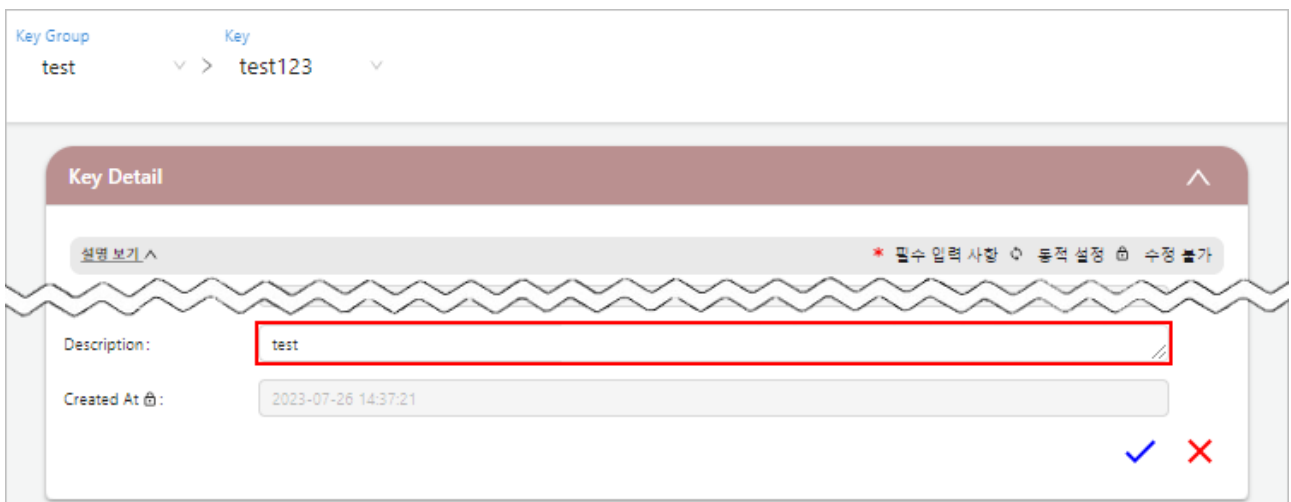 Key Group Key
test > test123
Key Detail
설명 보기 * 필수 입력 사항 동적 설정 수정 불가
Description: test
Created At : 2023-07-26 14:37:21